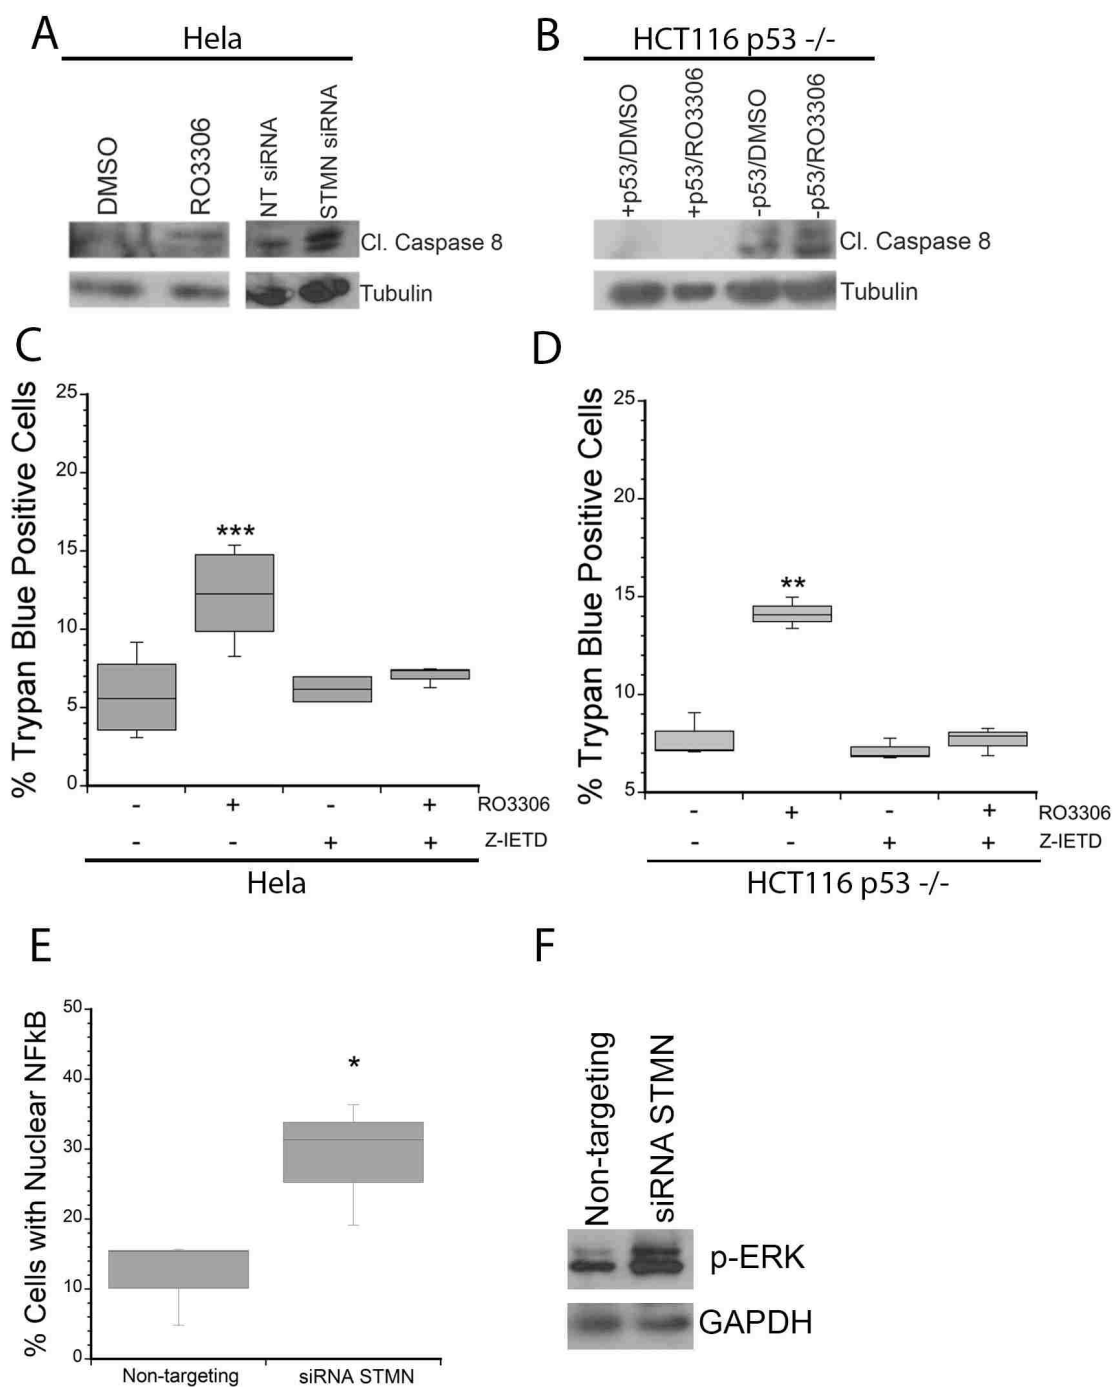 A
Hela
DMSO
RO3306
NT siRNA
STMN siRNA
Cl. Caspase 8
Tubulin
B
HCT116 p53 -/-
+p53/DMSO
+p53/RO3306
-p53/DMSO
-p53/RO3306
Cl. Caspase 8
Tubulin
C
% Trypan Blue Positive Cells
25
20
15
10
5
0
***
- + - +
- - + +
Hela
D
% Trypan Blue Positive Cells
25
20
15
10
5
**
- + - + RO3306
- - + + Z-IETD
HCT116 p53 -/-
E
% Cells with Nuclear NFkB
50
40
30
20
10
0
*
Non-targeting
siRNA STMN
F
Non-targeting
siRNA STMN
p-ERK
GAPDH